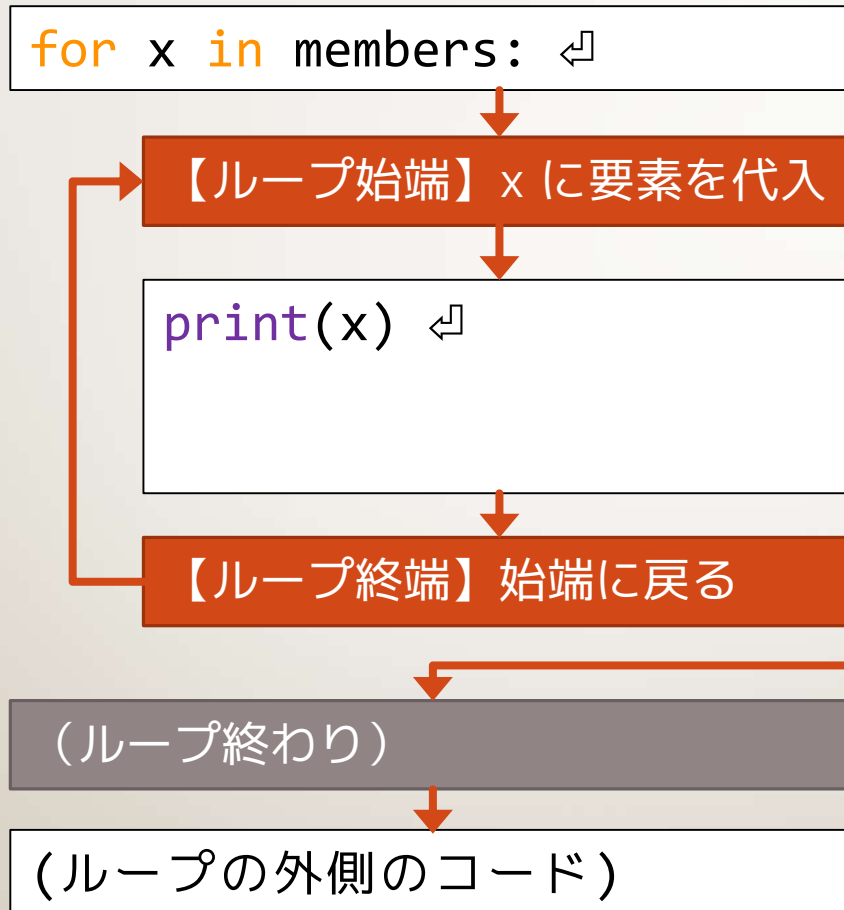 for x in members: ⏎
【ループ始端】x に要素を代入
print(x) ⏎
【ループ終端】始端に戻る
（ループ終わり）
(ループの外側のコード)